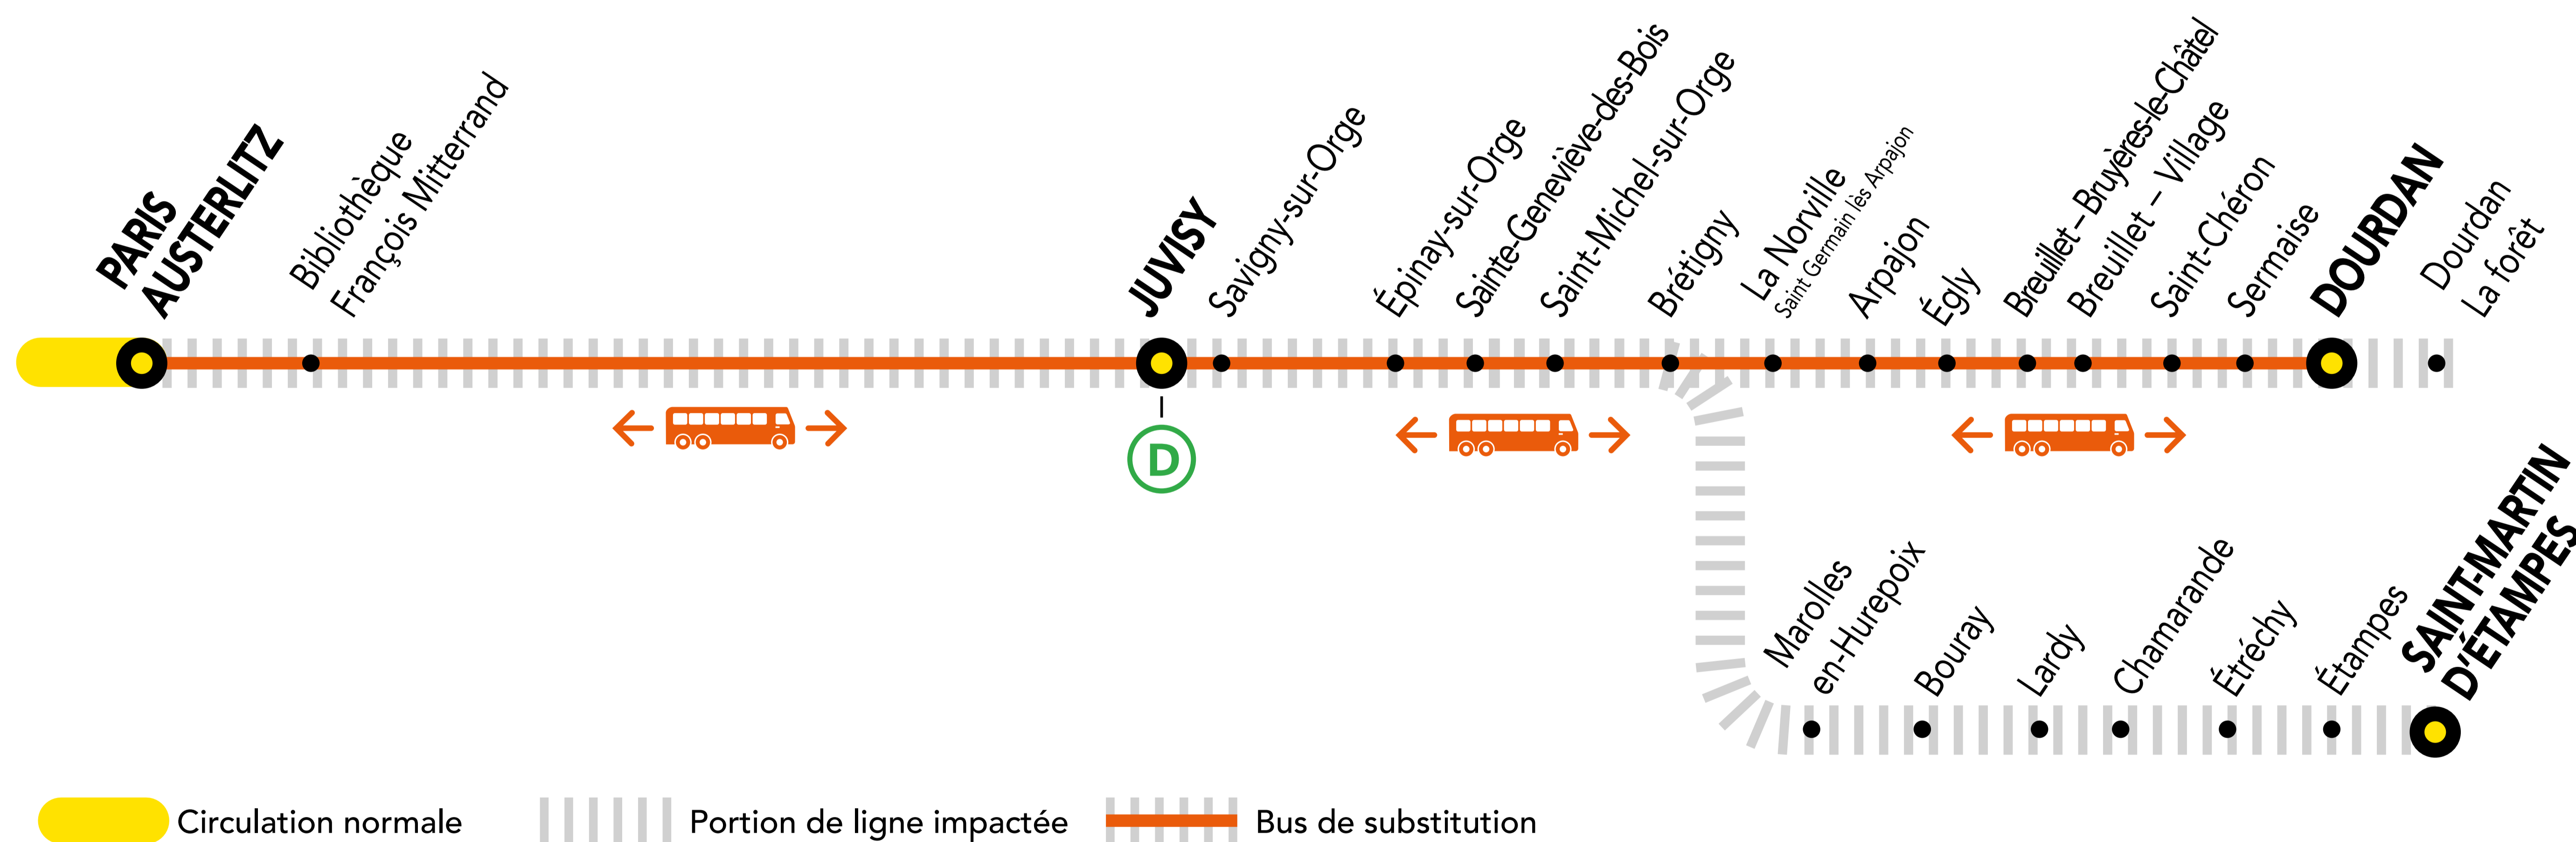 PARIS
AUSTERLITZ
Bibliothèque
François Mitterrand
JUVISY
Savigny-sur-Orge
Épinay-sur-Orge
Sainte-Geneviève-des-Bois
Saint-Michel-sur-Orge
Brétigny
La Norville
Saint Germain lès Arpajon
Arpajon
Égly
Breuillet – Bruyères-le-Châtel
Breuillet – Village
Saint-Chéron
Sermaise
DOURDAN
Dourdan
La forêt
D
Marolles
en-Hurepoix
Bouray
Lardy
Chamarande
Étréchy
Étampes
SAINT-MARTIN
D'ÉTAMPES
Circulation normale
Portion de ligne impactée
Bus de substitution